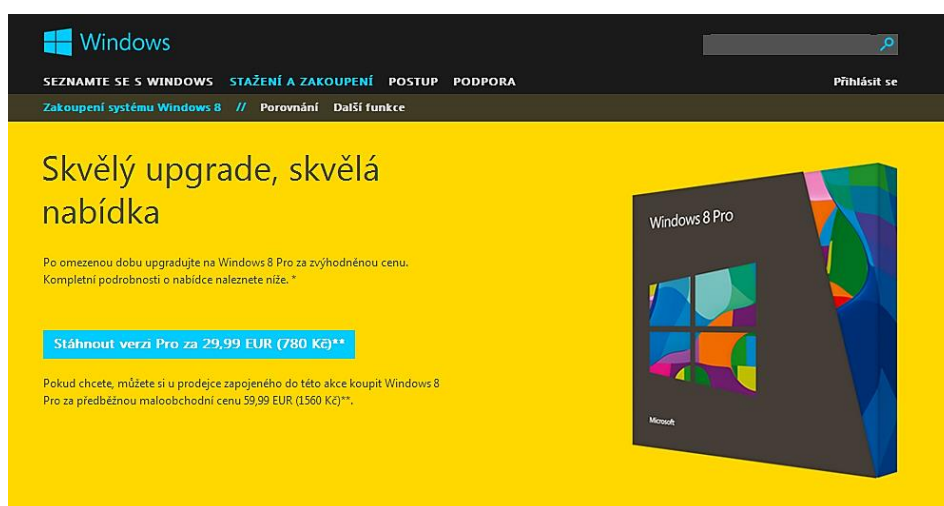 Windows
SEZNAMTE SE S WINDOWS STAŽENÍ A ZAKOUPENÍ POSTUP PODPORA Přihlásit se
Zakoupení systému Windows 8 // Porovnání Další funkce
Skvělý upgrade, skvělá
nabídka
Po omezenou dobu upgradujte na Windows 8 Pro za zvýhodněnou cenu.
Kompletní podrobnosti o nabídce naleznete níže. *
Stáhnout verzi Pro za 29,99 EUR (780 Kč)**
Pokud chcete, můžete si u prodejce zapojeného do této akce koupit Windows 8
Pro za předběžnou maloobchodní cenu 59,99 EUR (1560 Kč)**.
Windows 8 Pro
Microsoft